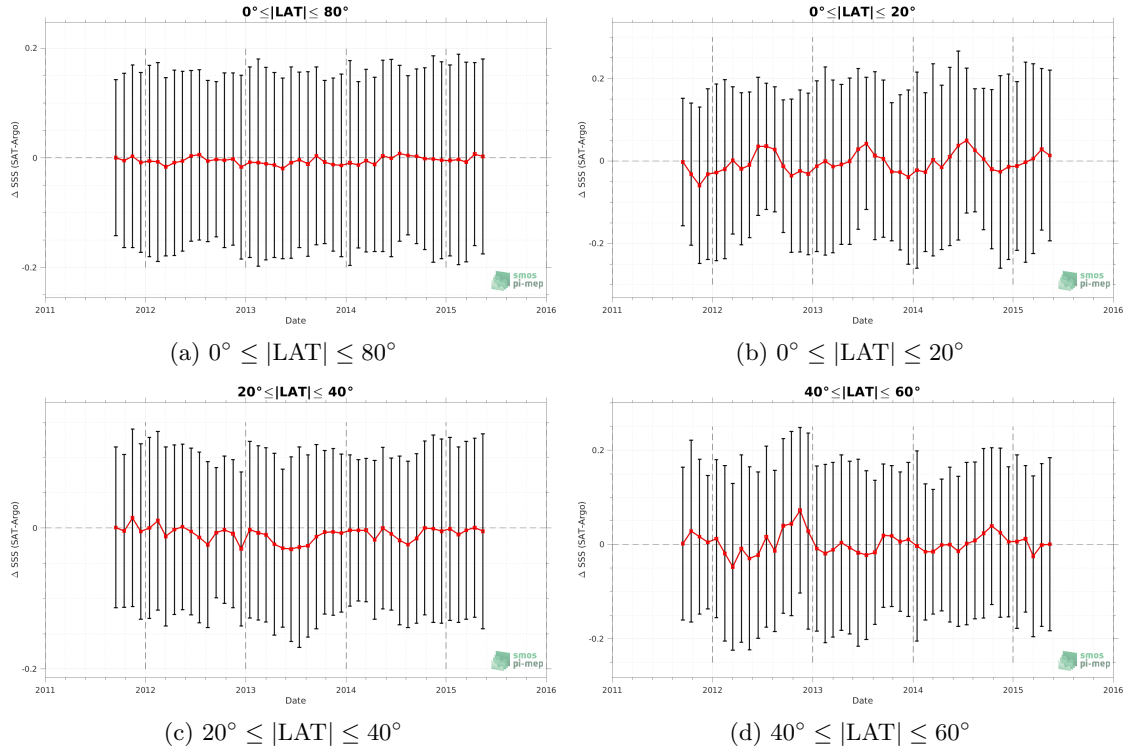 0°≤|LAT|≤ 80°
Δ SSS (SAT-Argo)
0.2
0
-0.2
2011 2012 2013 2014 2015 2016
Date
smos
pi-mep
(a) 0° ≤ |LAT| ≤ 80°
0°≤|LAT|≤ 20°
Δ SSS (SAT-Argo)
0.2
0
-0.2
2011 2012 2013 2014 2015 2016
Date
smos
pi-mep
(b) 0° ≤ |LAT| ≤ 20°
20°≤|LAT|≤ 40°
Δ SSS (SAT-Argo)
0
-0.2
2011 2012 2013 2014 2015 2016
Date
smos
pi-mep
(c) 20° ≤ |LAT| ≤ 40°
40°≤|LAT|≤ 60°
Δ SSS (SAT-Argo)
0.2
0
-0.2
2011 2012 2013 2014 2015 2016
Date
smos
pi-mep
(d) 40° ≤ |LAT| ≤ 60°